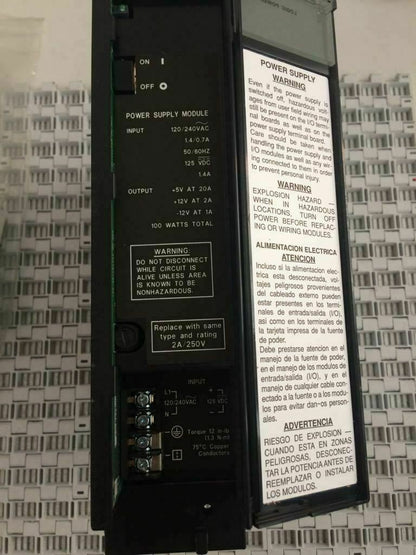 ON I
OFF
POWER SUPPLY MODULE
INPUT 120/240VAC
1.4/0.7A
50/60HZ
125 VDC
1.4A
OUTPUT +5V AT 20A
+12V AT 2A
-12V AT 1A
100 WATTS TOTAL
WARNING:
DO NOT DISCONNECT
WHILE CIRCUIT IS
ALIVE UNLESS AREA
IS KNOWN TO BE
NONHAZARDOUS.
Replace with same
type and rating
2A/250V
INPUT
L1 +
120/240VAC 125 VDC
N -
Torque 12 in-lb
(1.3 N-m)
75°C Copper
Conductors
POWER SUPPLY
WARNING
Even if the power supply is
switched off, hazardous volt-
ages from user field wiring may
still be present on the I/O termi-
nal boards as well as on the
power supply terminal board.
Care should be taken when
handling the power supply and
I/O modules as well as any wir-
ing connected to them in order
to prevent personal injury.
WARNING
EXPLOSION HAZARD —
WHEN IN HAZARDOUS
LOCATIONS, TURN OFF
POWER BEFORE REPLAC-
ING OR WIRING MODULES.
ALIMENTACION ELECTRICA
ATENCION
Incluso si la alimentacion elec-
trica esta desconectada, vol-
tajes peligrosos provenientes
del cableado externo pueden
estar presentes en los termi-
nales de entrada/salida (I/O),
asi como en los terminales de
la tarjeta impresa de la fuente
de poder.
Debe prestarse atencion en el
manejo de la fuente de poder,
en el manejo de los modulos de
entrada/salida (I/O), y en el
manejo de cualquier cable con-
ectado a la fuente o a los modu-
los para evitar dan~os person-
ales.
ADVERTENCIA
RIESGO DE EXPLOSION —
CUANDO ESTA EN ZONAS
PELIGROSAS, DESCONEC-
TAR LA POTENCIA ANTES DE
REEMPLAZAR O INSTALAR
LOS MODULOS.